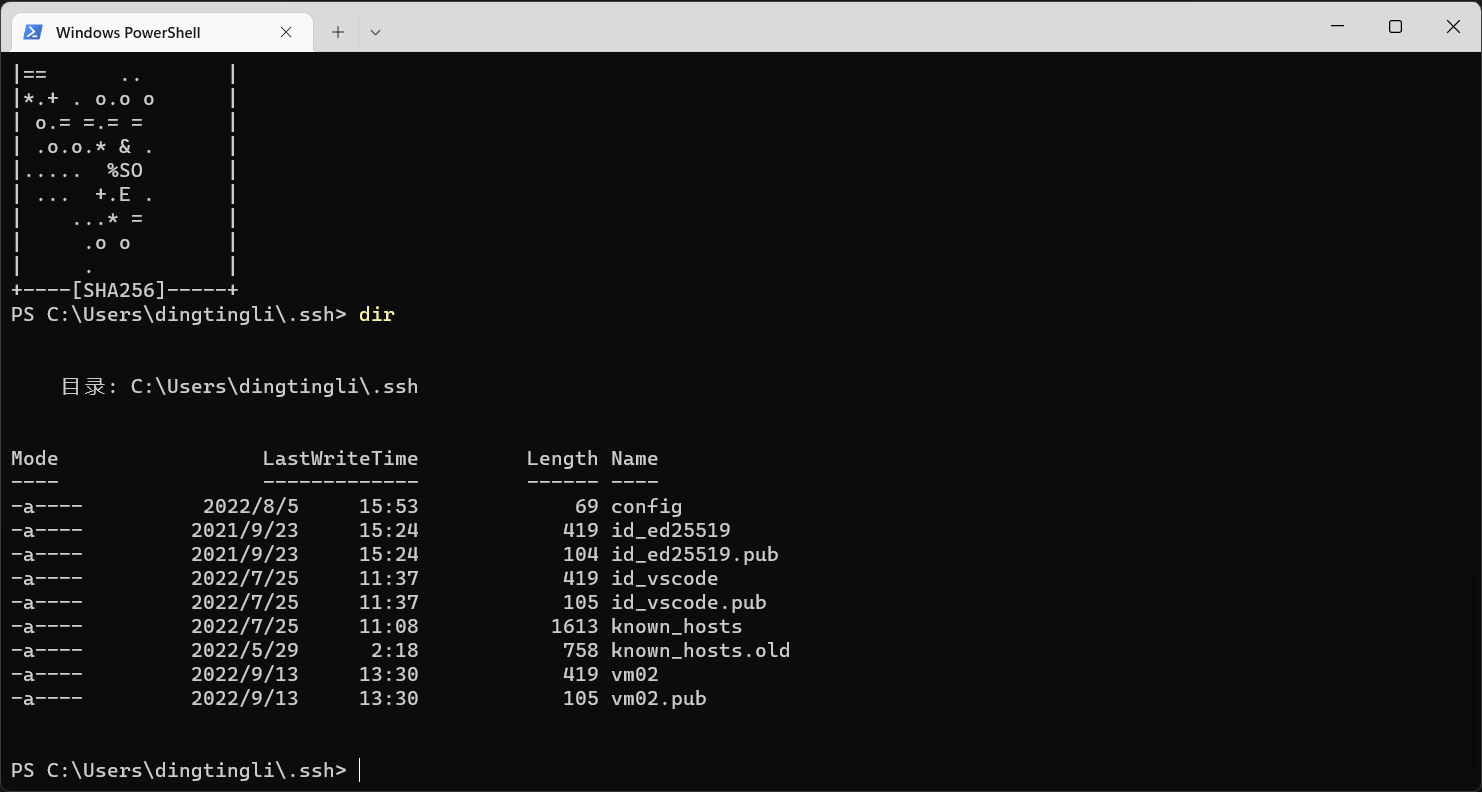 Windows PowerShell
|==      ..       |
|*.+ . o.o o      |
| o.= =.= =       |
| .o.o.* & .      |
|.....  %SO       |
| ...  +.E .      |
|    ...* =       |
|     .o o        |
|     .           |
+----[SHA256]-----+
PS C:\Users\dingtingli\.ssh> dir
    目录: C:\Users\dingtingli\.ssh
Mode                 LastWriteTime         Length Name
----                 -------------         ------ ----
-a----          2022/8/5     15:53             69 config
-a----         2021/9/23     15:24            419 id_ed25519
-a----         2021/9/23     15:24            104 id_ed25519.pub
-a----         2022/7/25     11:37            419 id_vscode
-a----         2022/7/25     11:37            105 id_vscode.pub
-a----         2022/7/25     11:08           1613 known_hosts
-a----         2022/5/29      2:18            758 known_hosts.old
-a----         2022/9/13     13:30            419 vm02
-a----         2022/9/13     13:30            105 vm02.pub
PS C:\Users\dingtingli\.ssh>